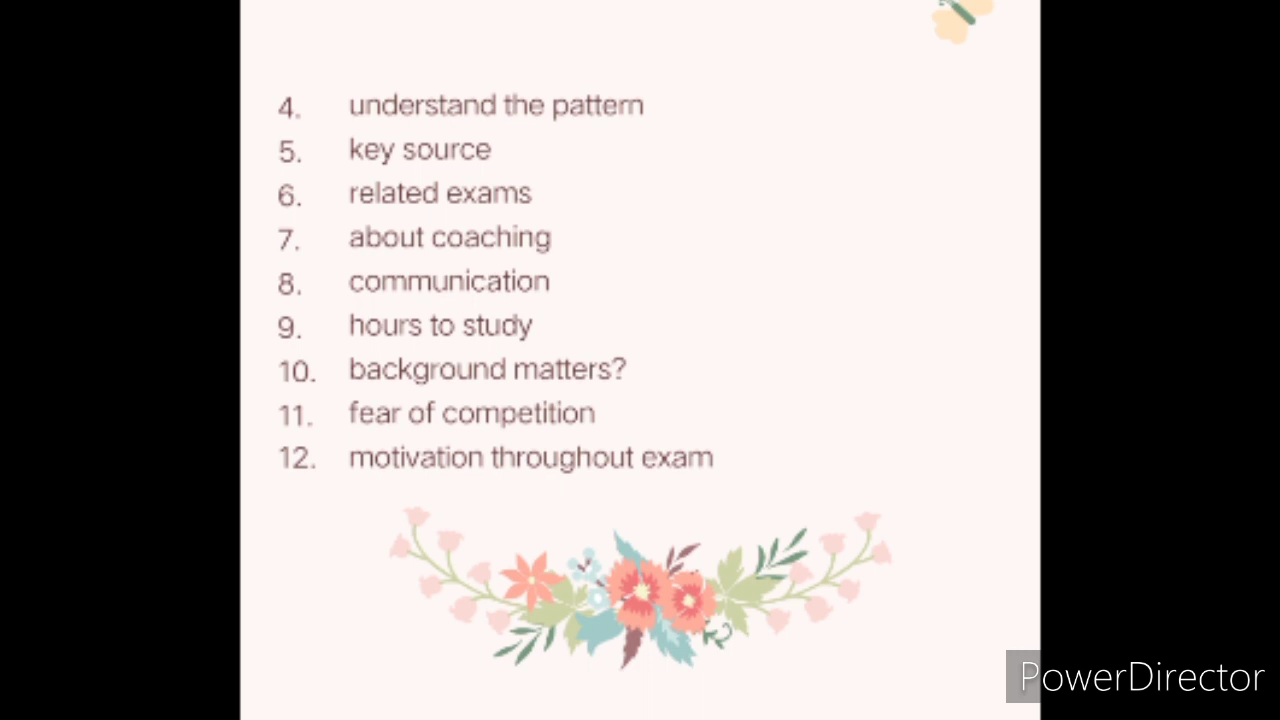 4. understand the pattern
5. key source
6. related exams
7. about coaching
8. communication
9. hours to study
10. background matters?
11. fear of competition
12. motivation throughout exam
PowerDirector